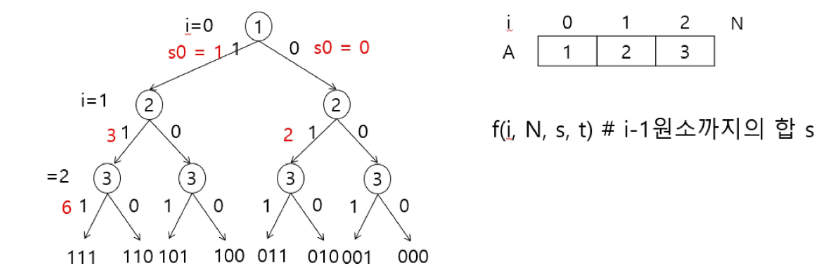 i=0 1
s0 = 1 1 0 s0 = 0
i 0 1 2 N
A 1 2 3
i=1 2 2
3 1 0 2 1 0
f(i, N, s, t) # i-1원소까지의 합 s
=2 3 3 3 3
6 1 0 1 0 1 0 1 0
111 110 101 100 011 010 001 000